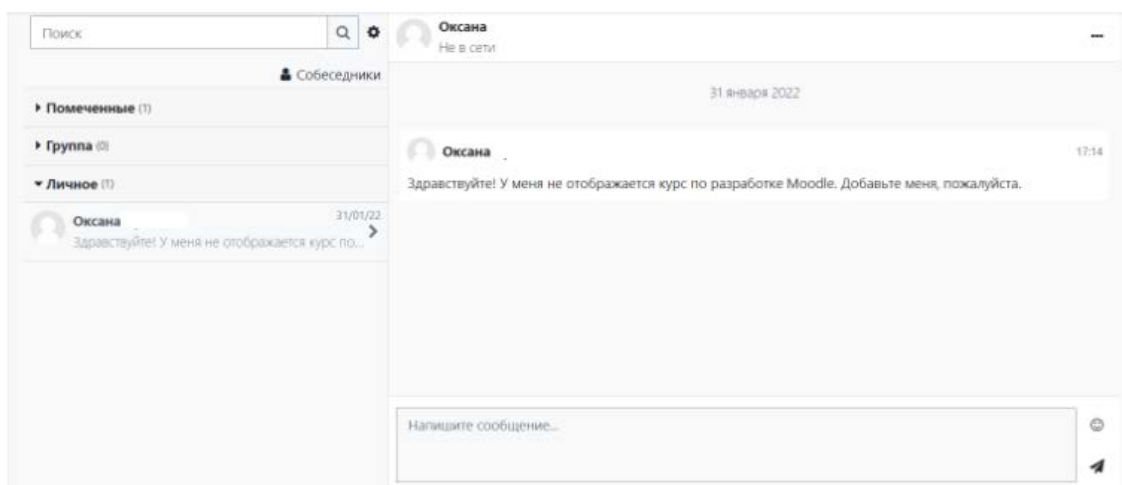 Поиск
Собеседники
Помеченные (1)
Группа (0)
Личное (1)
Оксана
31/01/22
Здравствуйте! У меня не отображается курс по...
Оксана
Не в сети
31 января 2022
Оксана
17:14
Здравствуйте! У меня не отображается курс по разработке Moodle. Добавьте меня, пожалуйста.
Напишите сообщение...